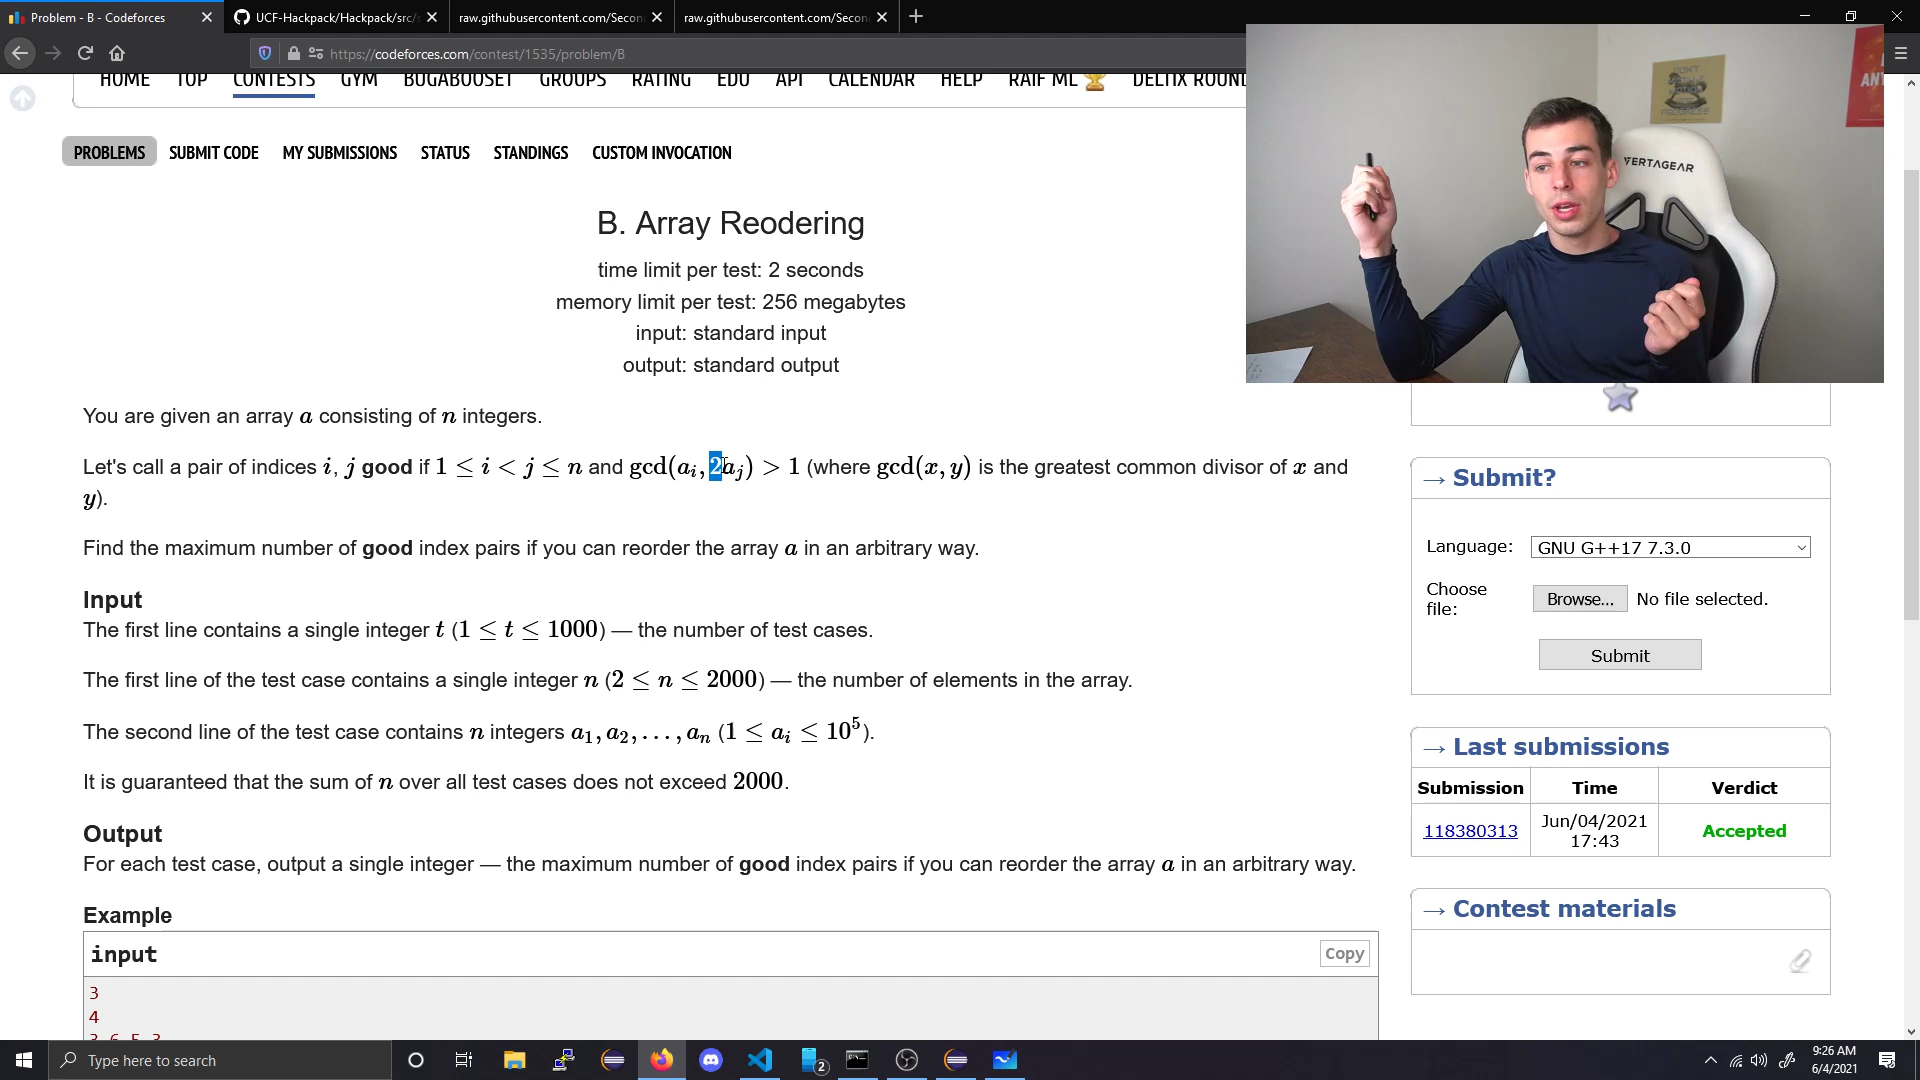 Problem - B - Codeforces
UCF-Hackpack/Hackpack/src/s
raw.githubusercontent.com/Secon
raw.githubusercontent.com/Secon
https://codeforces.com/contest/1535/problem/B
HOME TOP CONTESTS GYM BUGABOOSET GROUPS RATING EDU API CALENDAR HELP RAIF ML DELTIX ROUND
PROBLEMS SUBMIT CODE MY SUBMISSIONS STATUS STANDINGS CUSTOM INVOCATION
B. Array Reodering
time limit per test: 2 seconds
memory limit per test: 256 megabytes
input: standard input
output: standard output
You are given an array a consisting of n integers.
Let's call a pair of indices i, j good if 1 ≤ i < j ≤ n and gcd(aᵢ, 2aⱼ) > 1 (where gcd(x, y) is the greatest common divisor of x and
y).
Find the maximum number of good index pairs if you can reorder the array a in an arbitrary way.
Input
The first line contains a single integer t (1 ≤ t ≤ 1000) — the number of test cases.
The first line of the test case contains a single integer n (2 ≤ n ≤ 2000) — the number of elements in the array.
The second line of the test case contains n integers a₁, a₂, …, aₙ (1 ≤ aᵢ ≤ 10⁵).
It is guaranteed that the sum of n over all test cases does not exceed 2000.
Output
For each test case, output a single integer — the maximum number of good index pairs if you can reorder the array a in an arbitrary way.
Example
input
Copy
3
4
3 6 5 3
VERTAGEAR
→ Submit?
Language: GNU G++17 7.3.0
Choose
file:
Browse... No file selected.
Submit
→ Last submissions
Submission Time Verdict
118380313
Jun/04/2021
17:43
Accepted
→ Contest materials
Type here to search
2
9:26 AM
6/4/2021